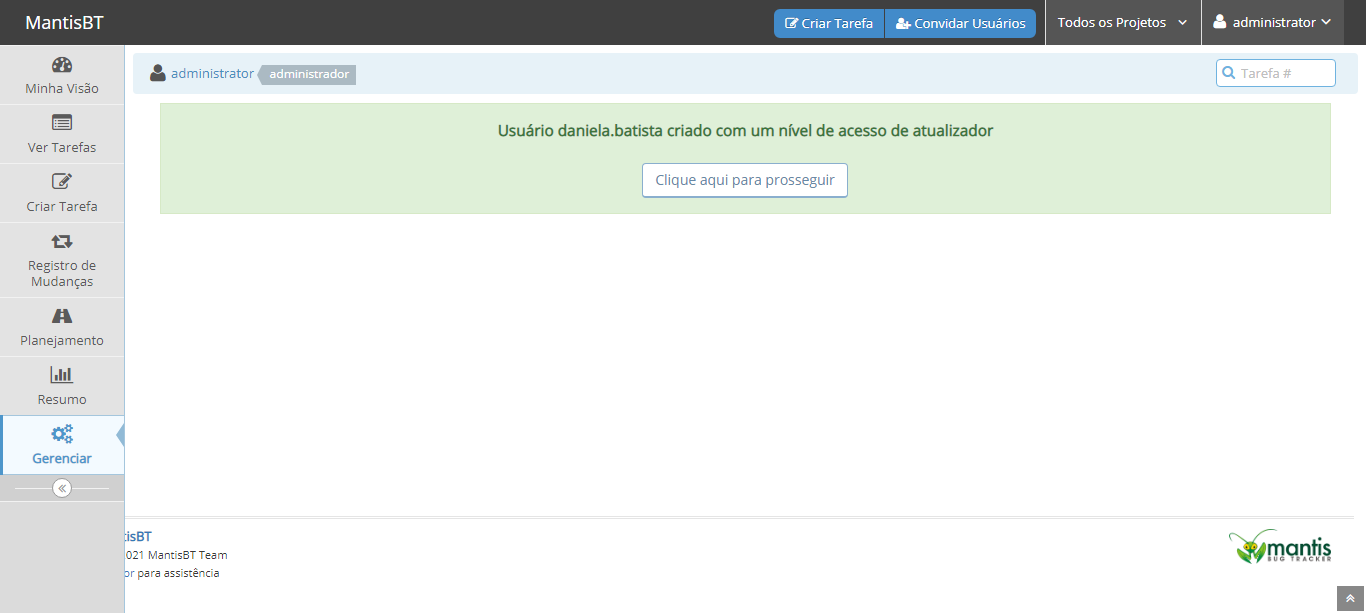 MantisBT
Criar Tarefa
Convidar Usuários
Todos os Projetos
administrator
Minha Visão
Ver Tarefas
Criar Tarefa
Registro de
Mudanças
Planejamento
Resumo
Gerenciar
administrator administrador
Tarefa #
Usuário daniela.batista criado com um nível de acesso de atualizador
Clique aqui para prosseguir
tisBT
021 MantisBT Team
or para assistência
mantis
BUG TRACKER